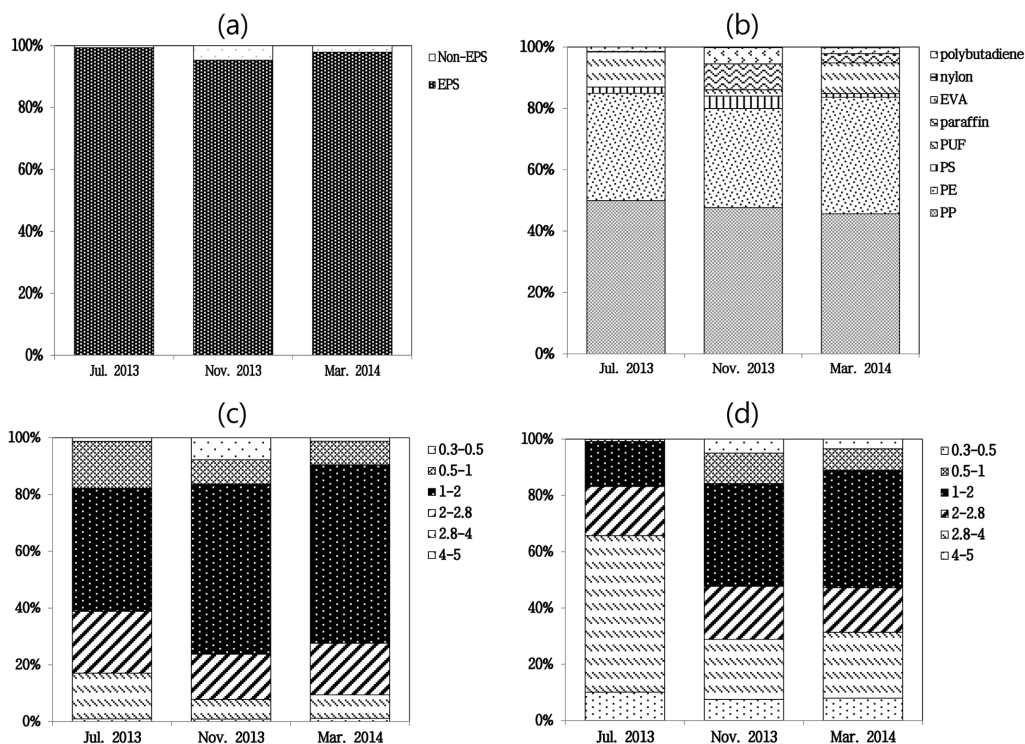 (a)
100%
80%
60%
40%
20%
0%
Jul. 2013
Nov. 2013
Mar. 2014
Non-EPS
EPS
(b)
100%
80%
60%
40%
20%
0%
Jul. 2013
Nov. 2013
Mar. 2014
polybutadiene
nylon
EVA
paraffin
PUF
PS
PE
PP
(c)
100%
80%
60%
40%
20%
0%
Jul. 2013
Nov. 2013
Mar. 2014
0.3-0.5
0.5-1
1-2
2-2.8
2.8-4
4-5
(d)
100%
80%
60%
40%
20%
0%
Jul. 2013
Nov. 2013
Mar. 2014
0.3-0.5
0.5-1
1-2
2-2.8
2.8-4
4-5